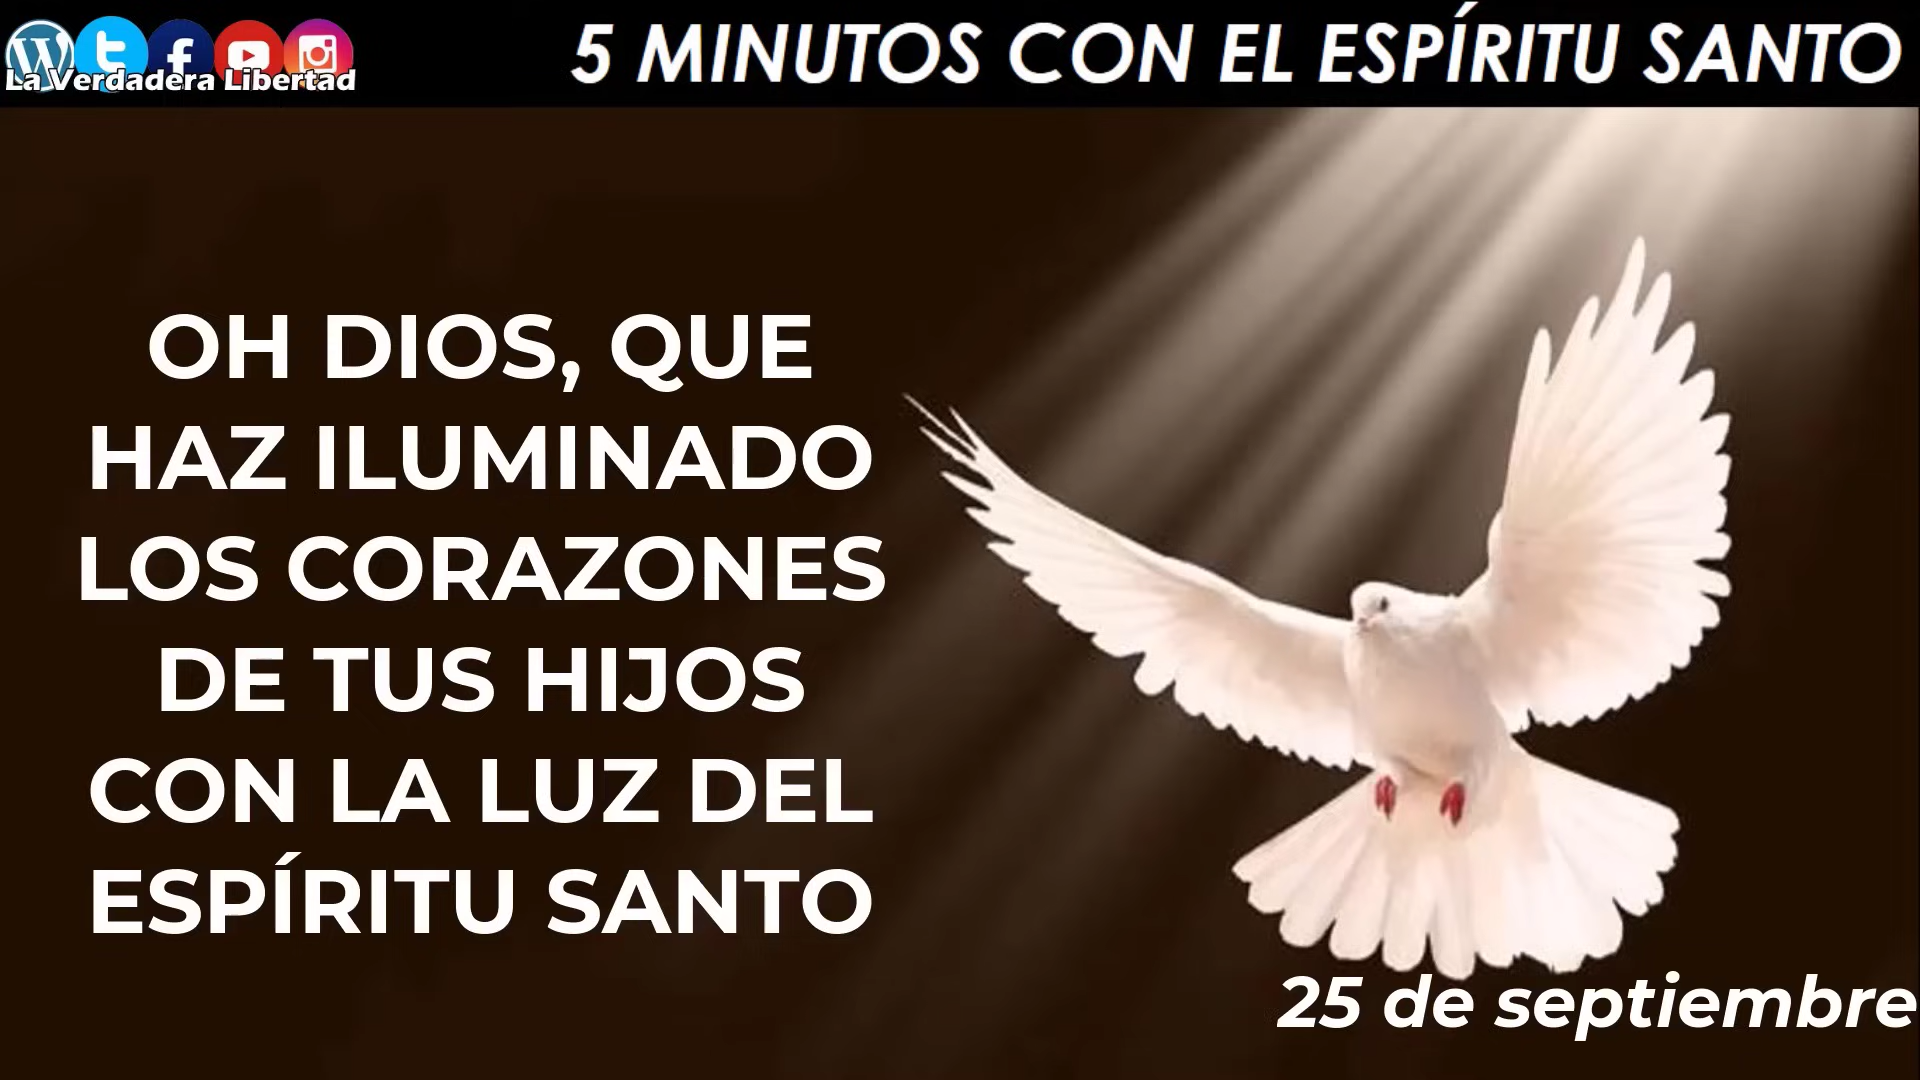 La Verdadera Libertad
5 MINUTOS CON EL ESPÍRITU SANTO
OH DIOS, QUE
HAZ ILUMINADO
LOS CORAZONES
DE TUS HIJOS
CON LA LUZ DEL
ESPÍRITU SANTO
25 de septiembre